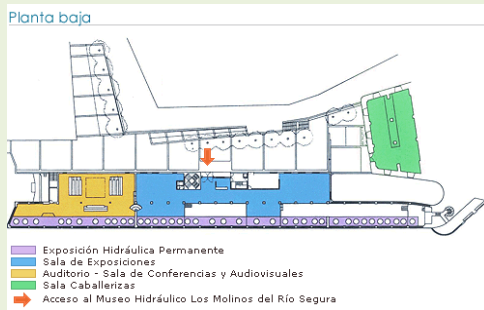 Planta baja
Exposición Hidráulica Permanente
Sala de Exposiciones
Auditorio - Sala de Conferencias y Audiovisuales
Sala Caballerizas
Acceso al Museo Hidráulico Los Molinos del Río Segura